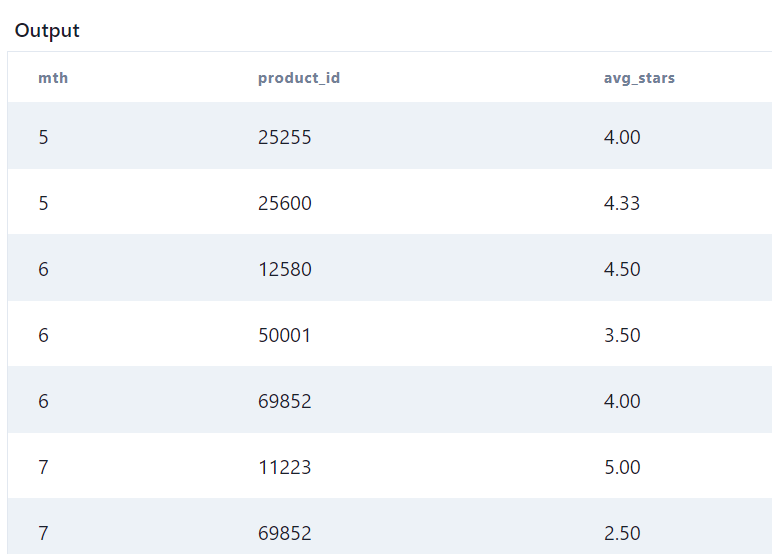 Output
mth product_id avg_stars
5 25255 4.00
5 25600 4.33
6 12580 4.50
6 50001 3.50
6 69852 4.00
7 11223 5.00
7 69852 2.50